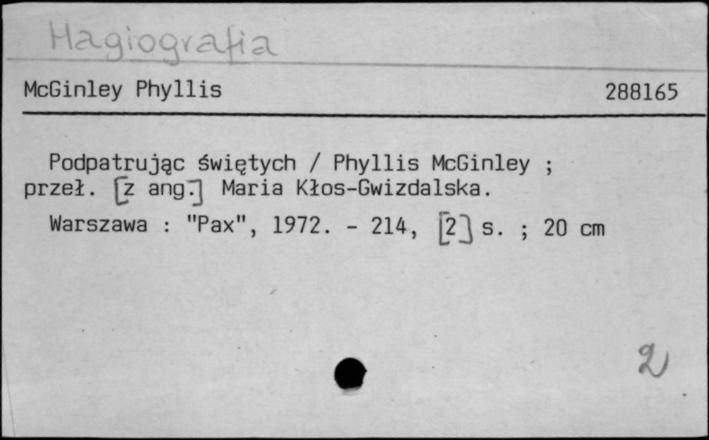 Hagiografia
McGinley Phyllis 288165
Podpatrując świętych / Phyllis McGinley ;
przeł. [z ang.] Maria Kłos-Gwizdalska.
Warszawa : "Pax", 1972. - 214, [2] s. ; 20 cm
2